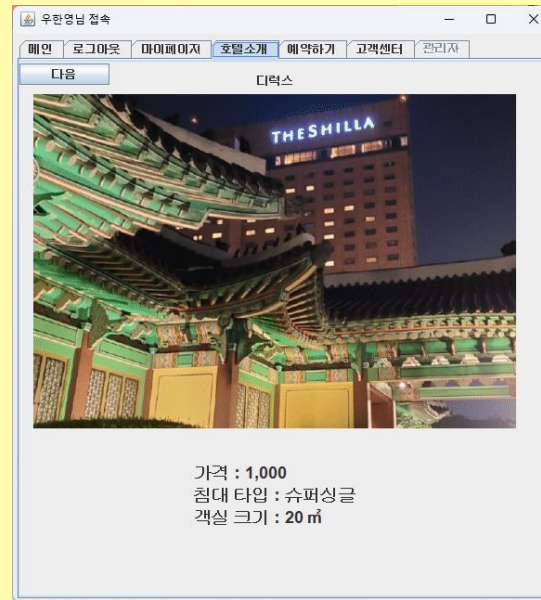 우한영님 접속
메인 로그아웃 마이페이지 호텔소개 예약하기 고객센터 관리자
다음
디럭스
THE SHILLA
가격 : 1,000
침대 타입 : 슈퍼싱글
객실 크기 : 20 ㎡